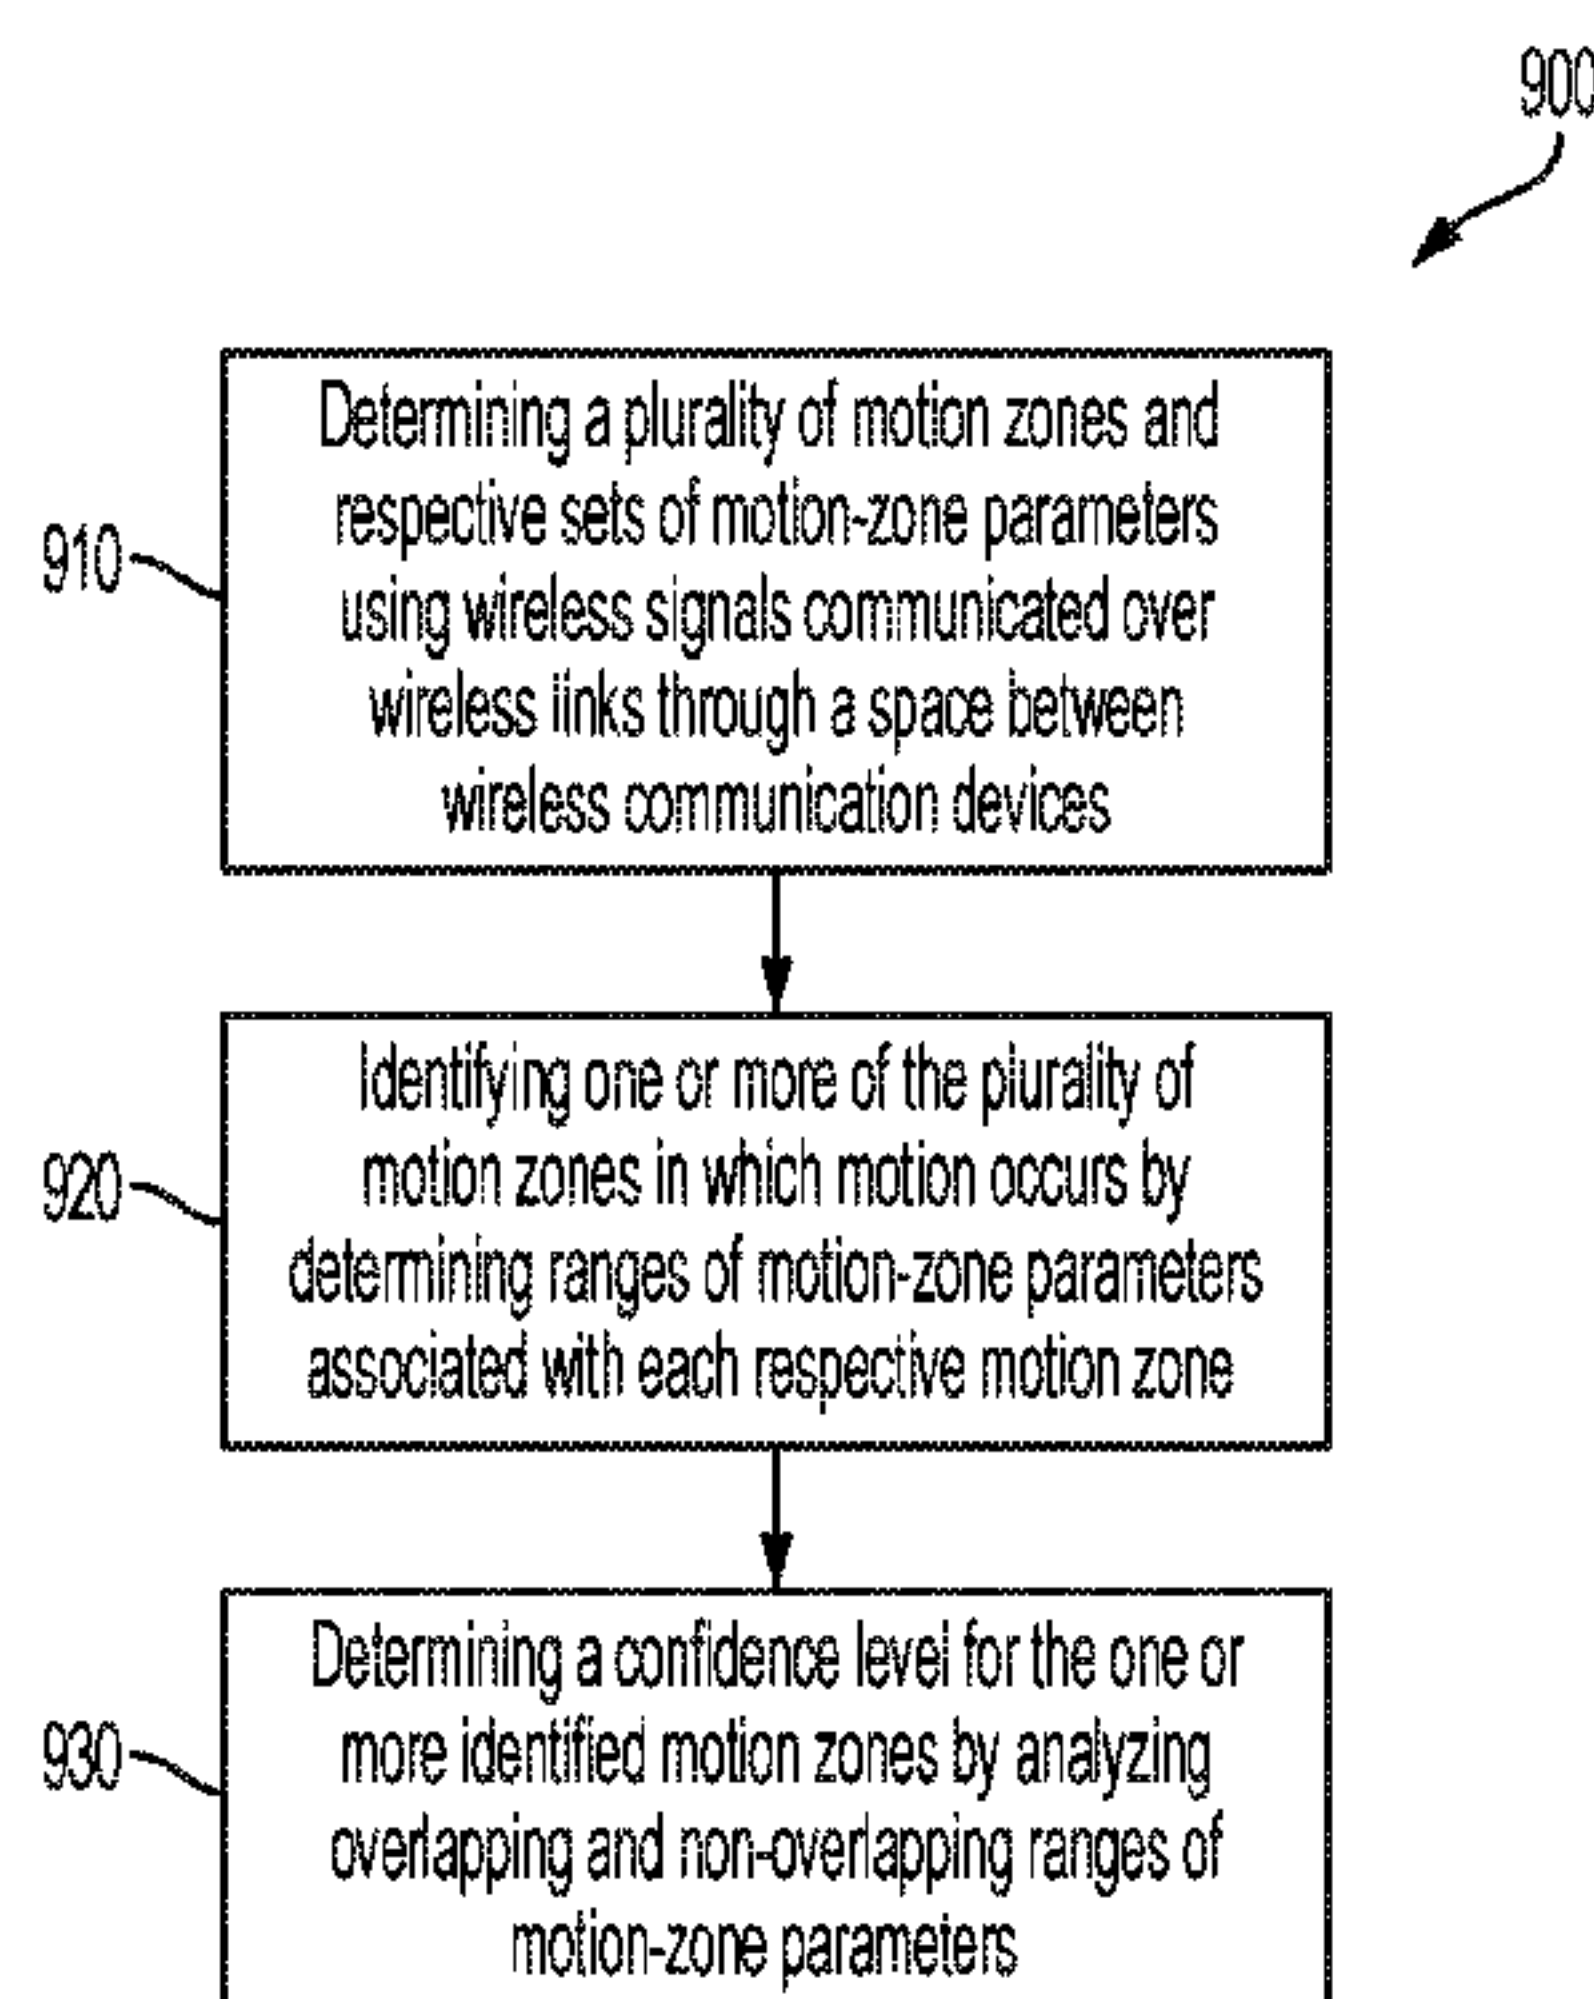 900
Determining a plurality of motion zones and
respective sets of motion-zone parameters
910
using wireless signals communicated over
wireless links through a space between
wireless communication devices
Identifying one or more of the plurality of
motion zones in which motion occurs by
920
determining ranges of motion-zone parameters
associated with each respective motion zone
Determining a confidence level for the one or
more identified motion zones by analyzing
930
overlapping and non-overlapping ranges of
motion-zone parameters